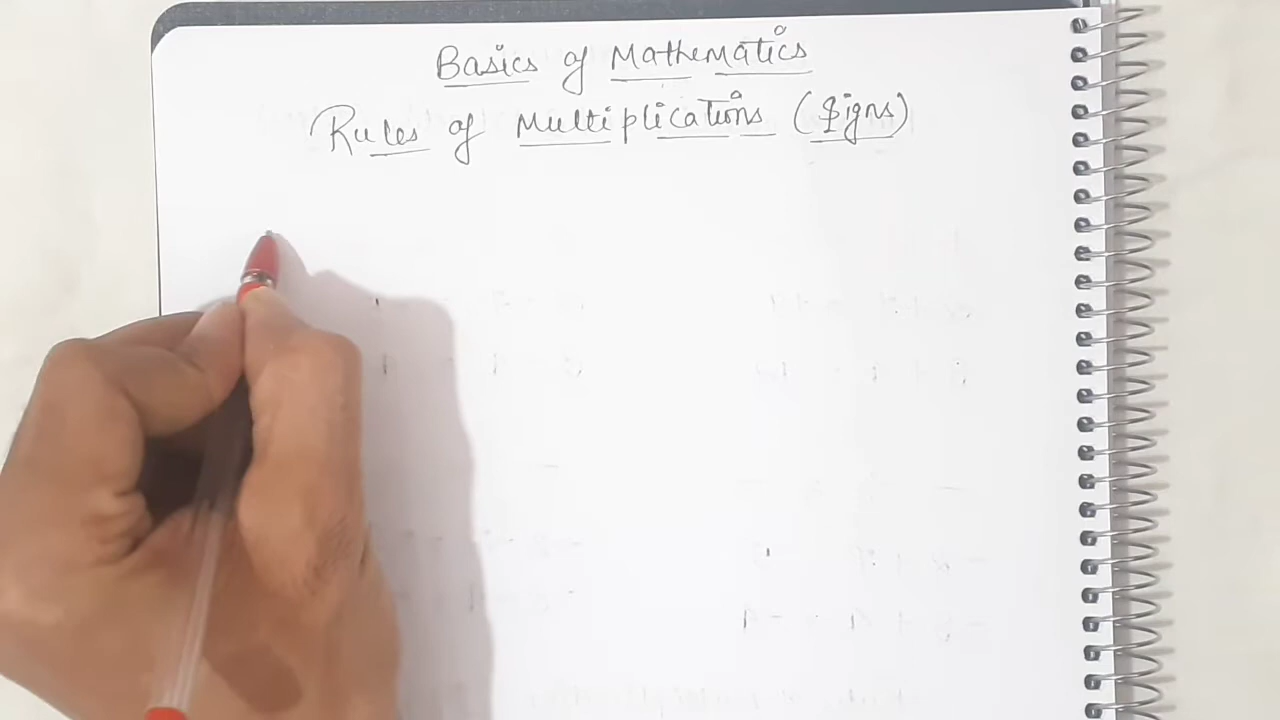 Basics of Mathematics
Rules of Multiplications (Signs)